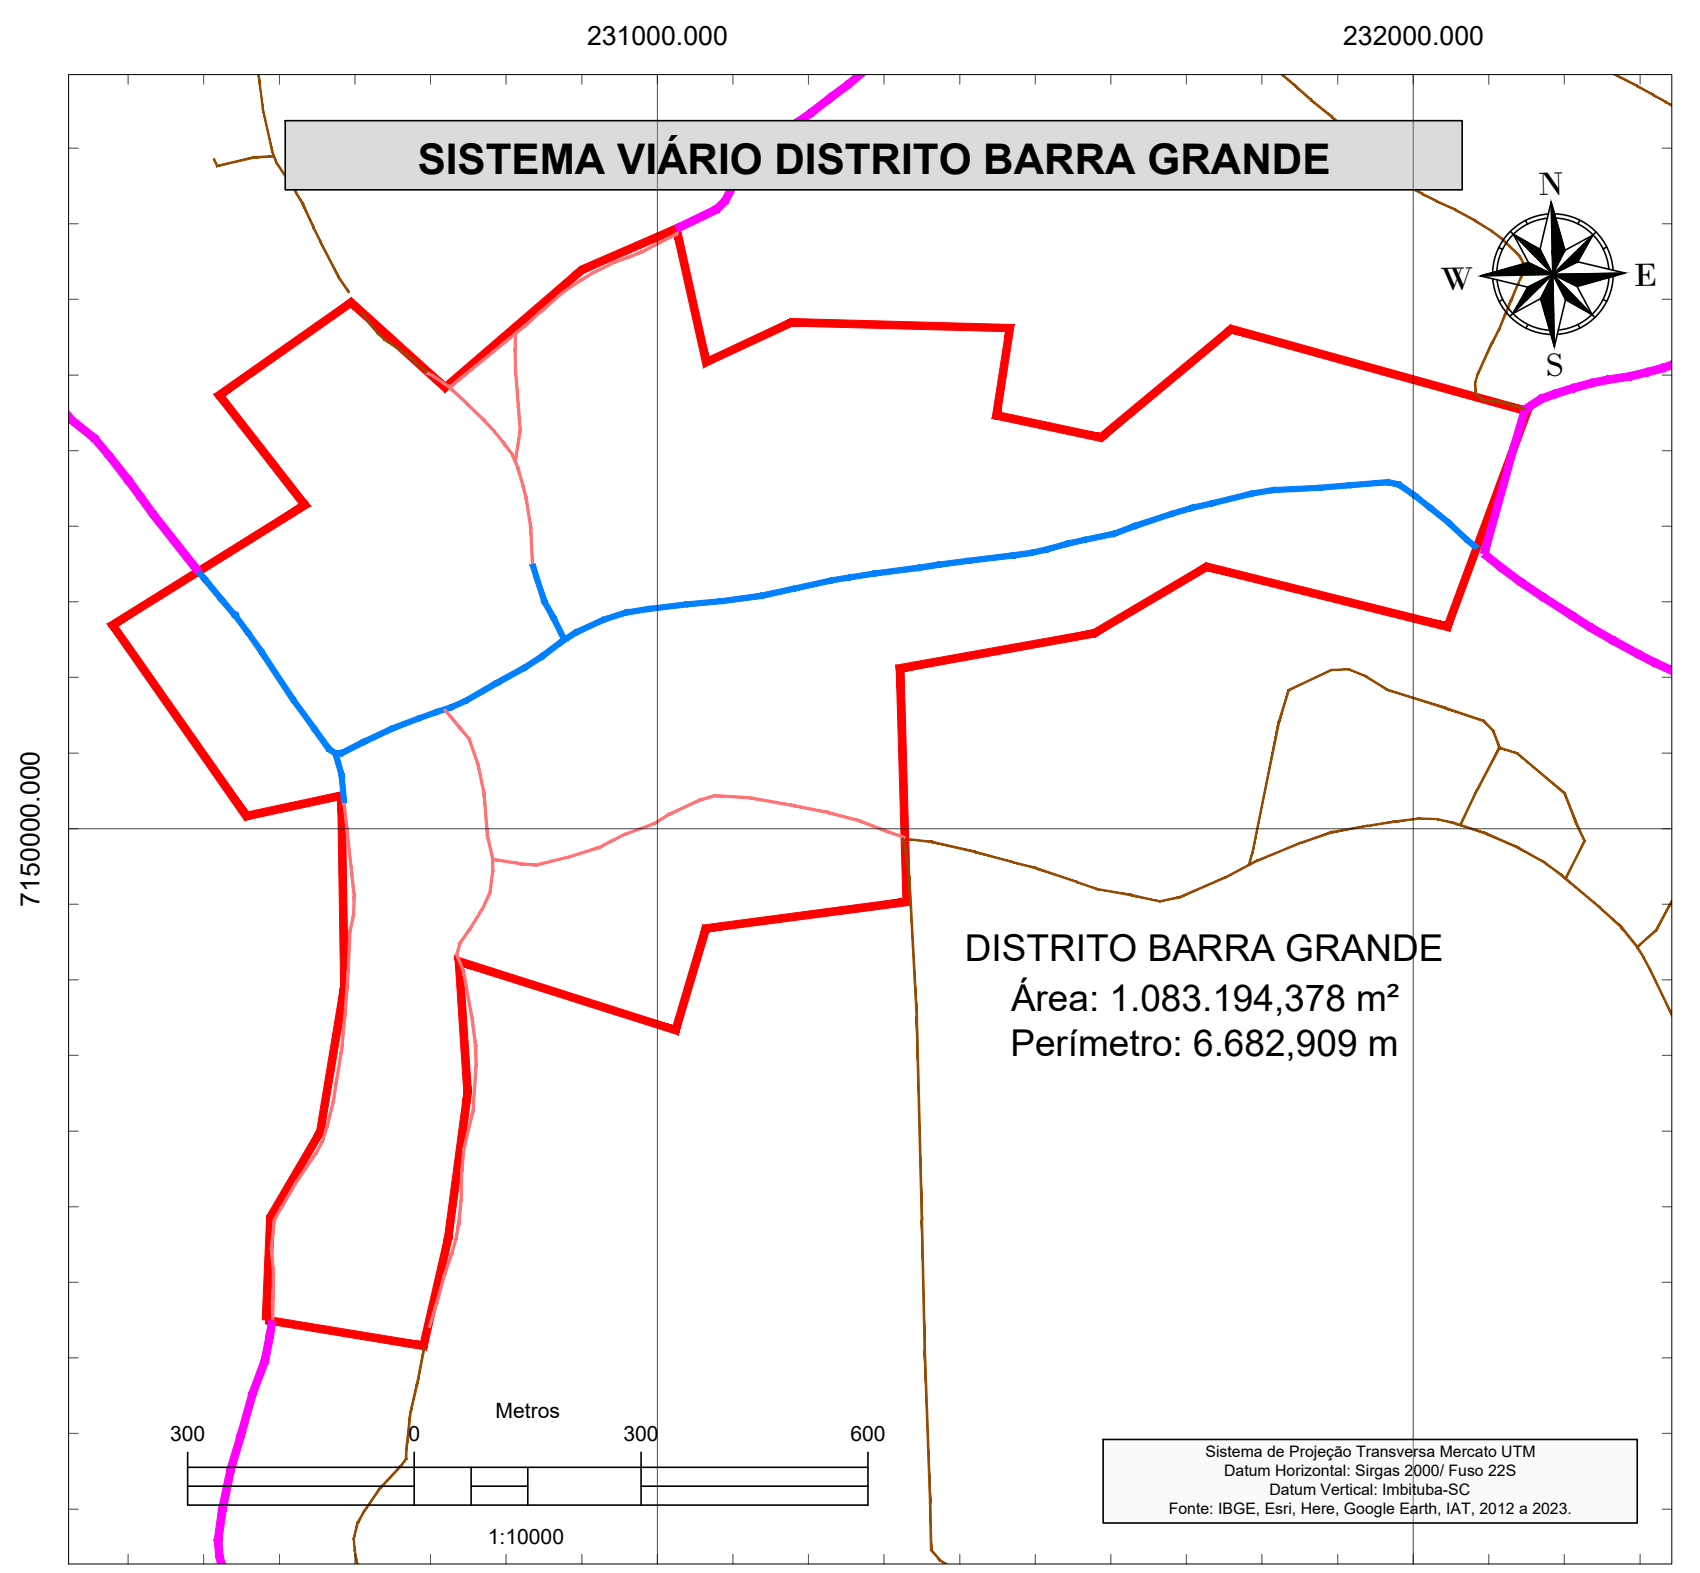 231000.000
232000.000
SISTEMA VIÁRIO DISTRITO BARRA GRANDE
N
W
E
S
7150000.000
DISTRITO BARRA GRANDE
Área: 1.083.194,378 m²
Perímetro: 6.682,909 m
Metros
300
0
300
600
1:10000
Sistema de Projeção Transversa Mercato UTM
Datum Horizontal: Sirgas 2000/ Fuso 22S
Datum Vertical: Imbituba-SC
Fonte: IBGE, Esri, Here, Google Earth, IAT, 2012 a 2023.